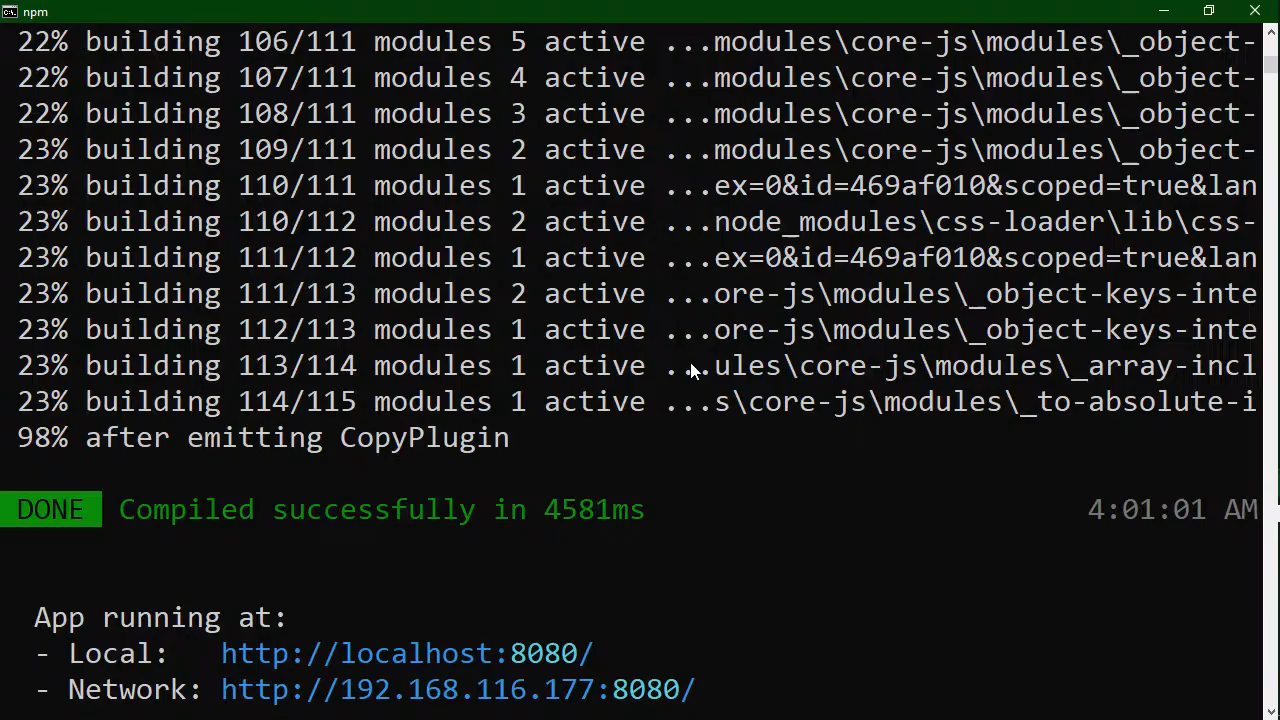 npm
22% building 106/111 modules 5 active ...modules\core-js\modules\_object-
22% building 107/111 modules 4 active ...modules\core-js\modules\_object-
22% building 108/111 modules 3 active ...modules\core-js\modules\_object-
23% building 109/111 modules 2 active ...modules\core-js\modules\_object-
23% building 110/111 modules 1 active ...ex=0&id=469af010&scoped=true&lan
23% building 110/112 modules 2 active ...node_modules\css-loader\lib\css-
23% building 111/112 modules 1 active ...ex=0&id=469af010&scoped=true&lan
23% building 111/113 modules 2 active ...ore-js\modules\_object-keys-inte
23% building 112/113 modules 1 active ...ore-js\modules\_object-keys-inte
23% building 113/114 modules 1 active ...ules\core-js\modules\_array-incl
23% building 114/115 modules 1 active ...s\core-js\modules\_to-absolute-i
98% after emitting CopyPlugin
DONE Compiled successfully in 4581ms 4:01:01 AM
App running at:
- Local: http://localhost:8080/
- Network: http://192.168.116.177:8080/